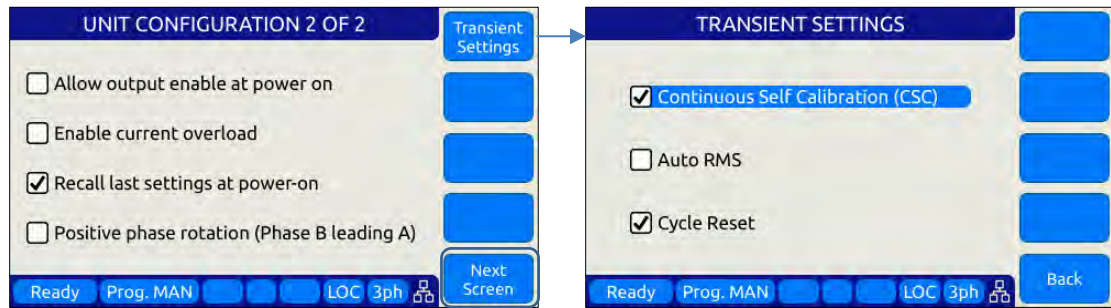 UNIT CONFIGURATION 2 OF 2
Transient
Settings
Allow output enable at power on
Enable current overload
Recall last settings at power-on
Positive phase rotation (Phase B leading A)
Next
Screen
Ready Prog. MAN LOC 3ph
TRANSIENT SETTINGS
Continuous Self Calibration (CSC)
Auto RMS
Cycle Reset
Back
Ready Prog. MAN LOC 3ph